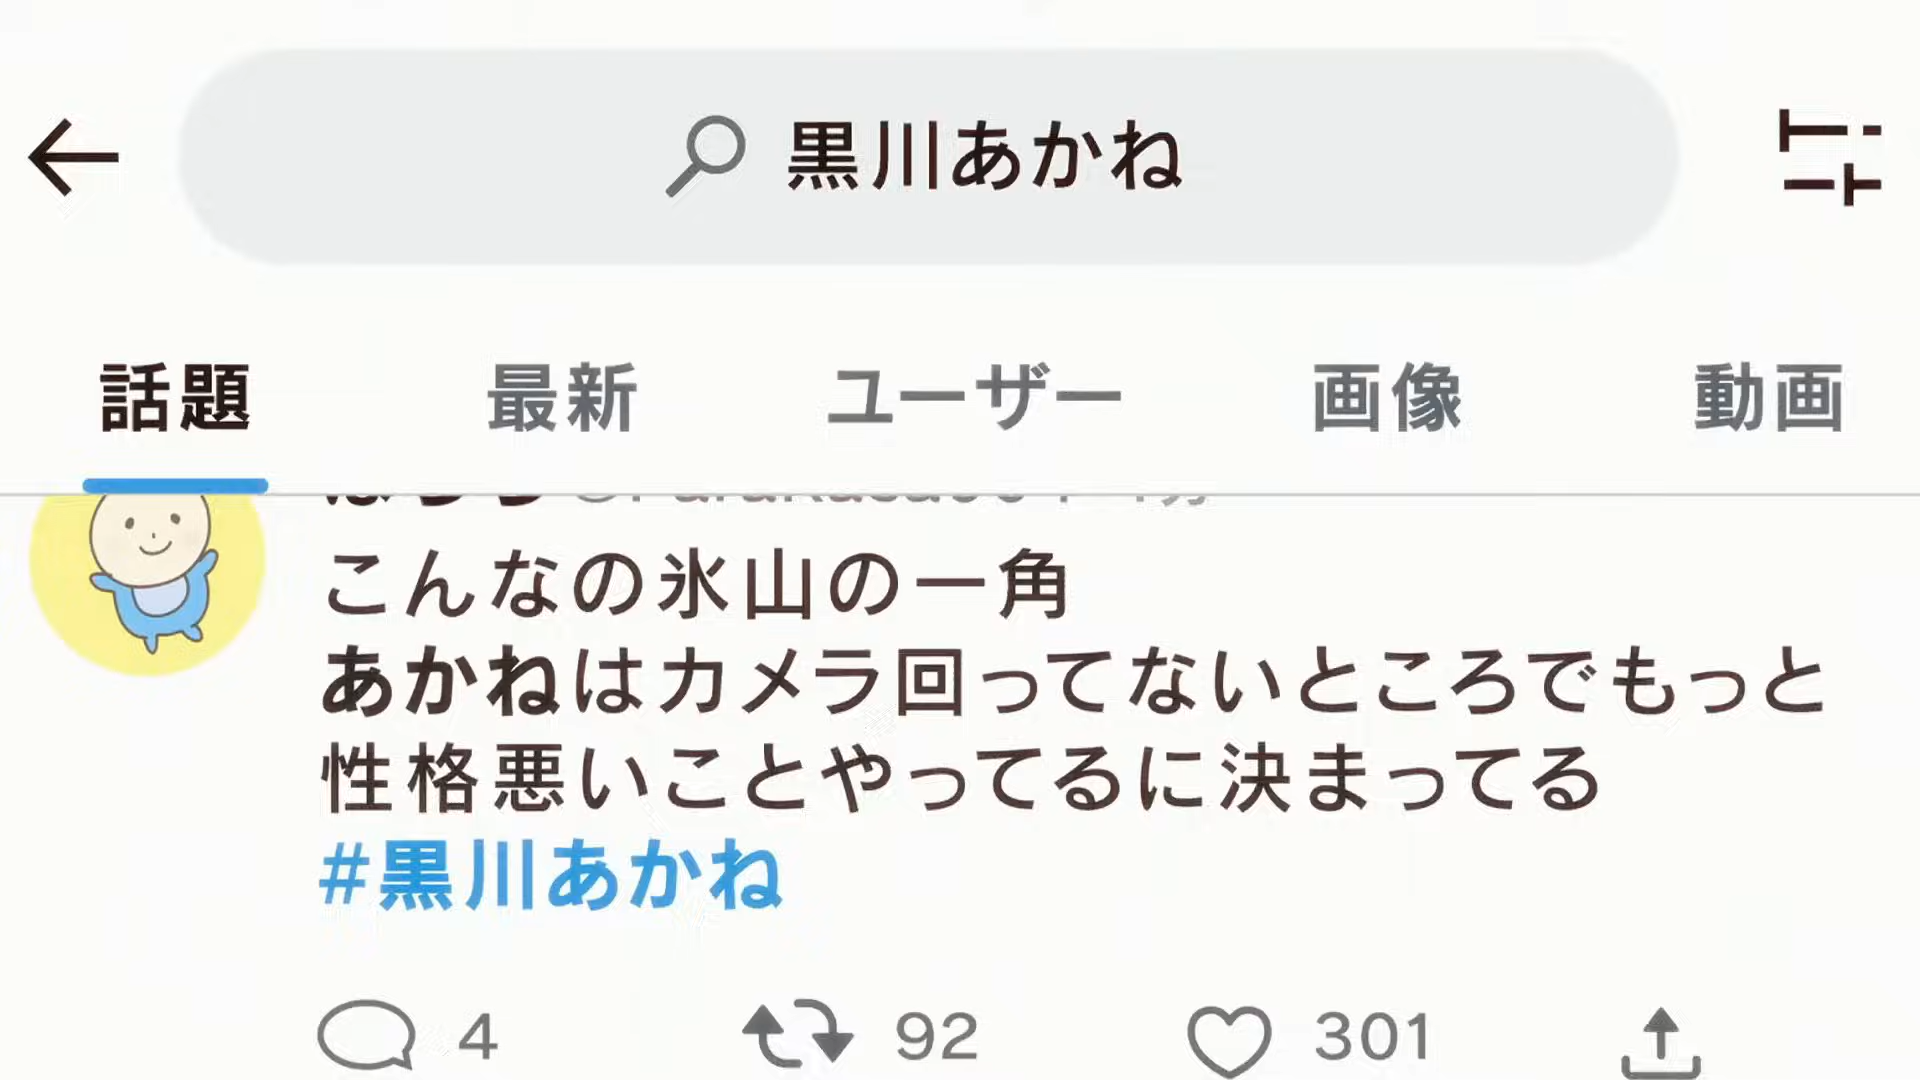 黒川あかね
話題 最新 ユーザー 画像 動画
こんなの氷山の一角
あかねはカメラ回ってないところでもっと
性格悪いことやってるに決まってる
#黒川あかね
4 92 301